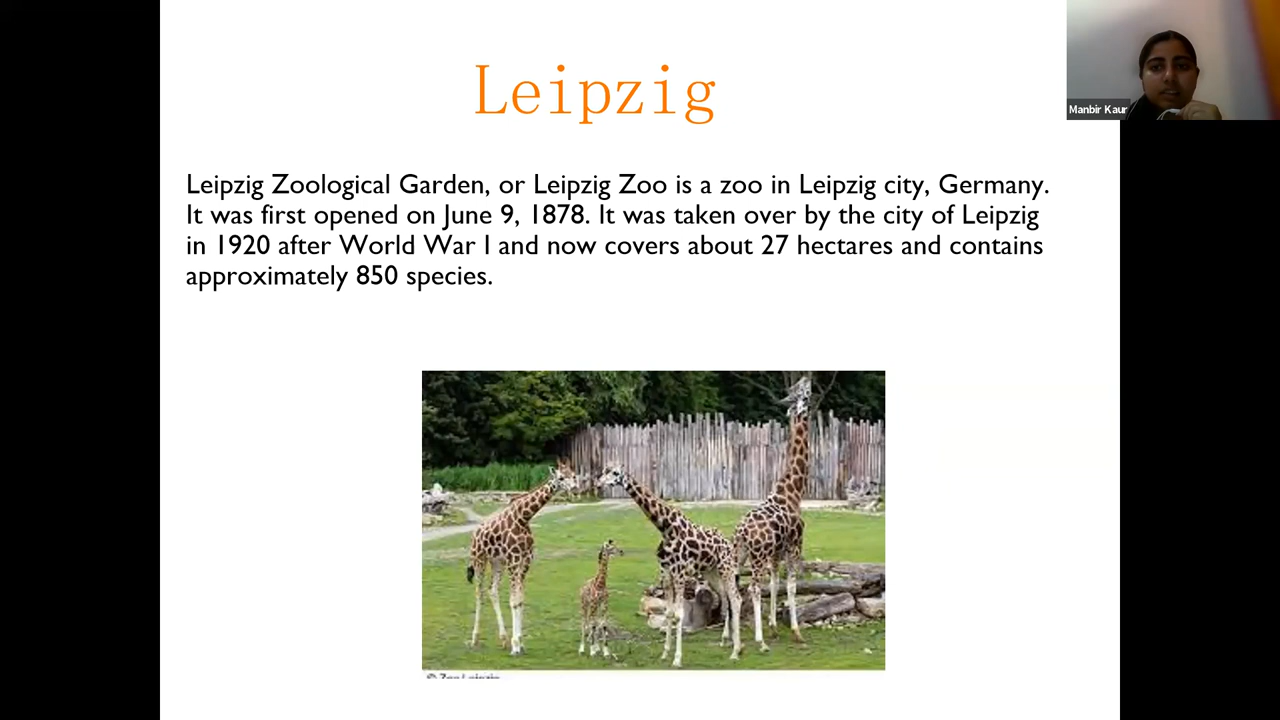 Leipzig
Manbir Kaur
Leipzig Zoological Garden, or Leipzig Zoo is a zoo in Leipzig city, Germany.
It was first opened on June 9, 1878. It was taken over by the city of Leipzig
in 1920 after World War I and now covers about 27 hectares and contains
approximately 850 species.
© Zoo Leipzig